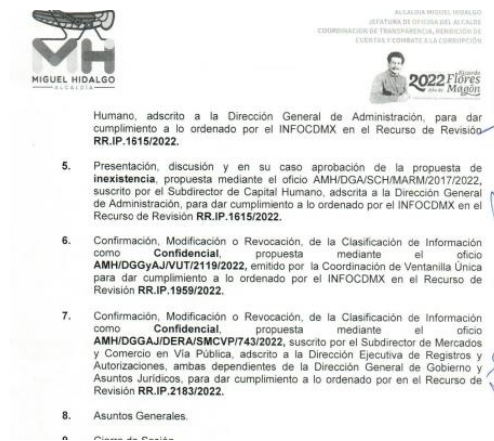 ALCALDÍA MIGUEL HIDALGO
JEFATURA DE OFICINA DEL ALCALDE
COORDINACIÓN DE TRANSPARENCIA, RENDICIÓN DE
CUENTAS Y COMBATE A LA CORRUPCIÓN
MH
MIGUEL HIDALGO
ALCALDÍA
2022 Ricardo
Flores
Año de Magón
Humano, adscrito a la Dirección General de Administración, para dar
cumplimiento a lo ordenado por el INFOCDMX en el Recurso de Revisión
RR.IP.1615/2022.
5. Presentación, discusión y en su caso aprobación de la propuesta de
inexistencia, propuesta mediante el oficio AMH/DGA/SCH/MARM/2017/2022,
suscrito por el Subdirector de Capital Humano, adscrita a la Dirección General
de Administración, para dar cumplimiento a lo ordenado por el INFOCDMX en el
Recurso de Revisión RR.IP.1615/2022.
6. Confirmación, Modificación o Revocación, de la Clasificación de Información
como Confidencial, propuesta mediante el oficio
AMH/DGGyAJ/VUT/2119/2022, emitido por la Coordinación de Ventanilla Única
para dar cumplimiento a lo ordenado por el INFOCDMX en el Recurso de
Revisión RR.IP.1959/2022.
7. Confirmación, Modificación o Revocación, de la Clasificación de Información
como Confidencial, propuesta mediante el oficio
AMH/DGGAJ/DERA/SMCVP/743/2022, suscrito por el Subdirector de Mercados
y Comercio en Vía Pública, adscrito a la Dirección Ejecutiva de Registros y
Autorizaciones, ambas dependientes de la Dirección General de Gobierno y
Asuntos Jurídicos, para dar cumplimiento a lo ordenado por en el Recurso de
Revisión RR.IP.2183/2022.
8. Asuntos Generales.
9. Cierre de Sesión.